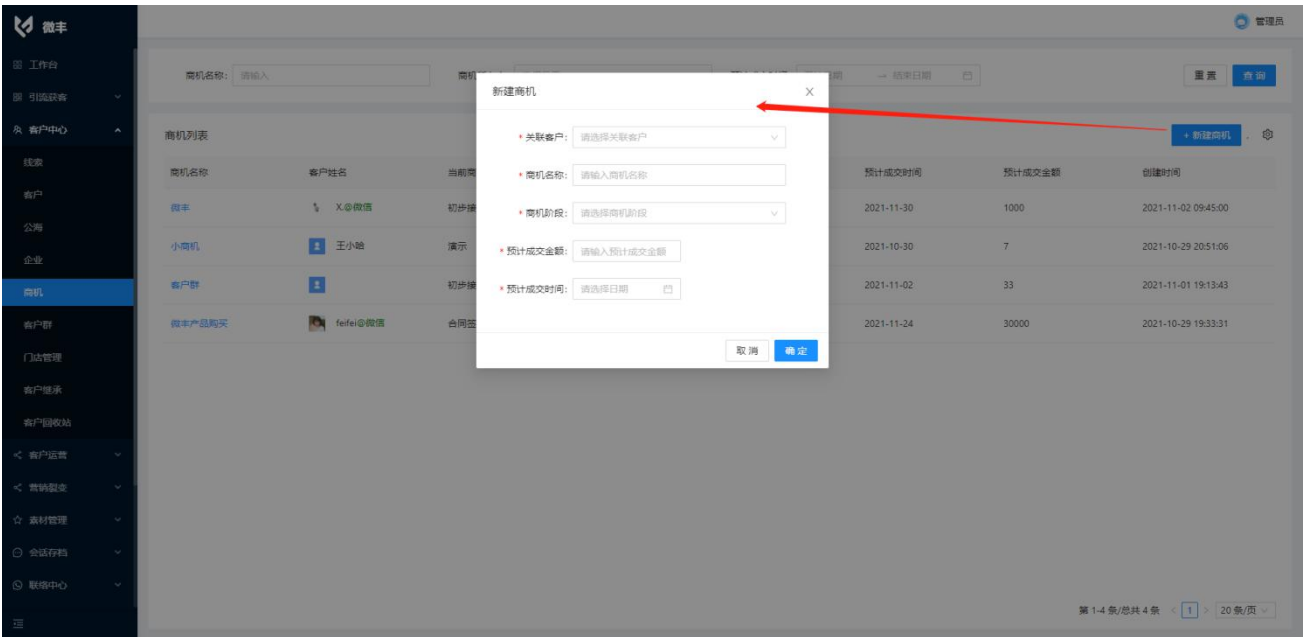 微丰
管理员
工作台
引流获客
客户中心
线索
客户
公海
企业
商机
客户群
门店管理
客户继承
客户回收站
客户运营
营销裂变
素材管理
会话存档
联络中心
商机名称: 请输入
→ 结束日期
重置 查询
商机列表
+ 新建商机
商机名称 客户姓名 当前商 预计成交时间 预计成交金额 创建时间
微丰 X.@微信 初步接 2021-11-30 1000 2021-11-02 09:45:00
小商机 王小哈 演示 2021-10-30 7 2021-10-29 20:51:06
客户群 初步接 2021-11-02 33 2021-11-01 19:13:43
微丰产品购买 feifei@微信 合同签 2021-11-24 30000 2021-10-29 19:33:31
新建商机
* 关联客户: 请选择关联客户
* 商机名称: 请输入商机名称
* 商机阶段: 请选择商机阶段
* 预计成交金额: 请输入预计成交金额
* 预计成交时间: 请选择日期
取消 确定
第 1-4 条/总共 4 条 < 1 > 20 条/页